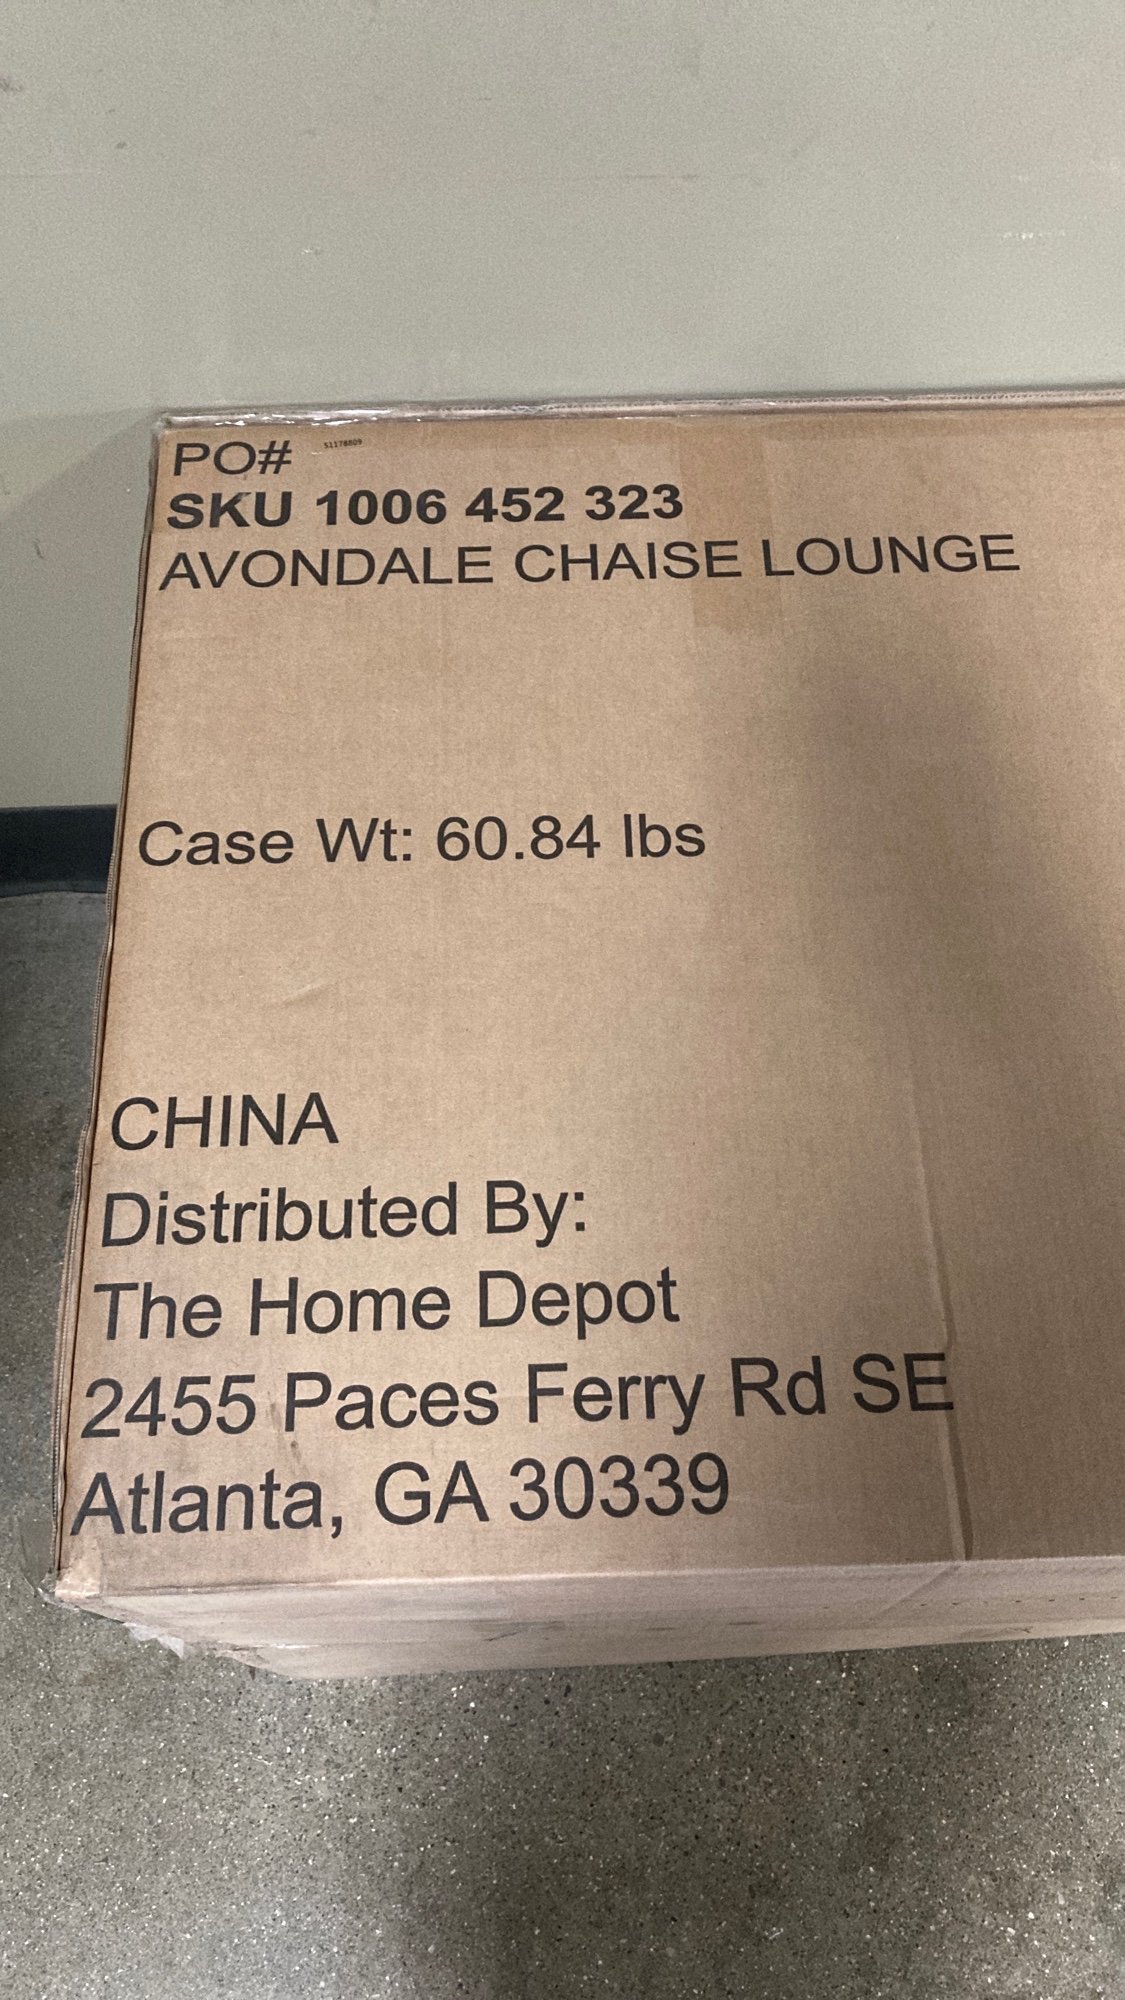 PO# 51178809
SKU 1006 452 323
AVONDALE CHAISE LOUNGE
Case Wt: 60.84 lbs
CHINA
Distributed By:
The Home Depot
2455 Paces Ferry Rd SE
Atlanta, GA 30339